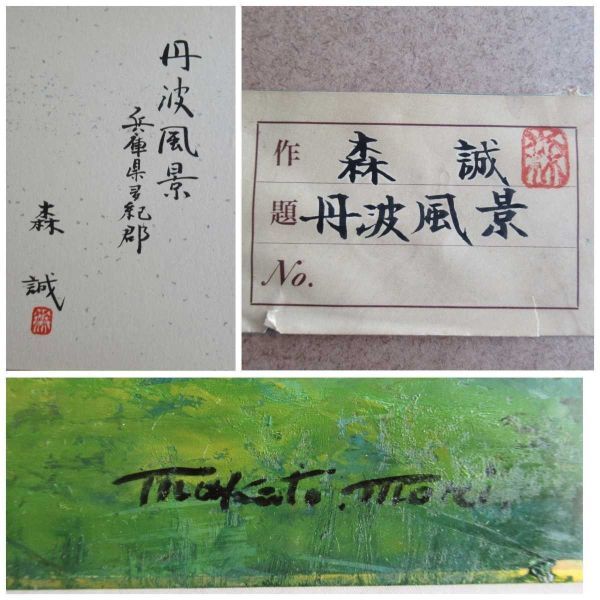 丹波風景
兵庫県多紀郡
森 誠
作 森 誠
題 丹波風景
No.
Makoto.Mori